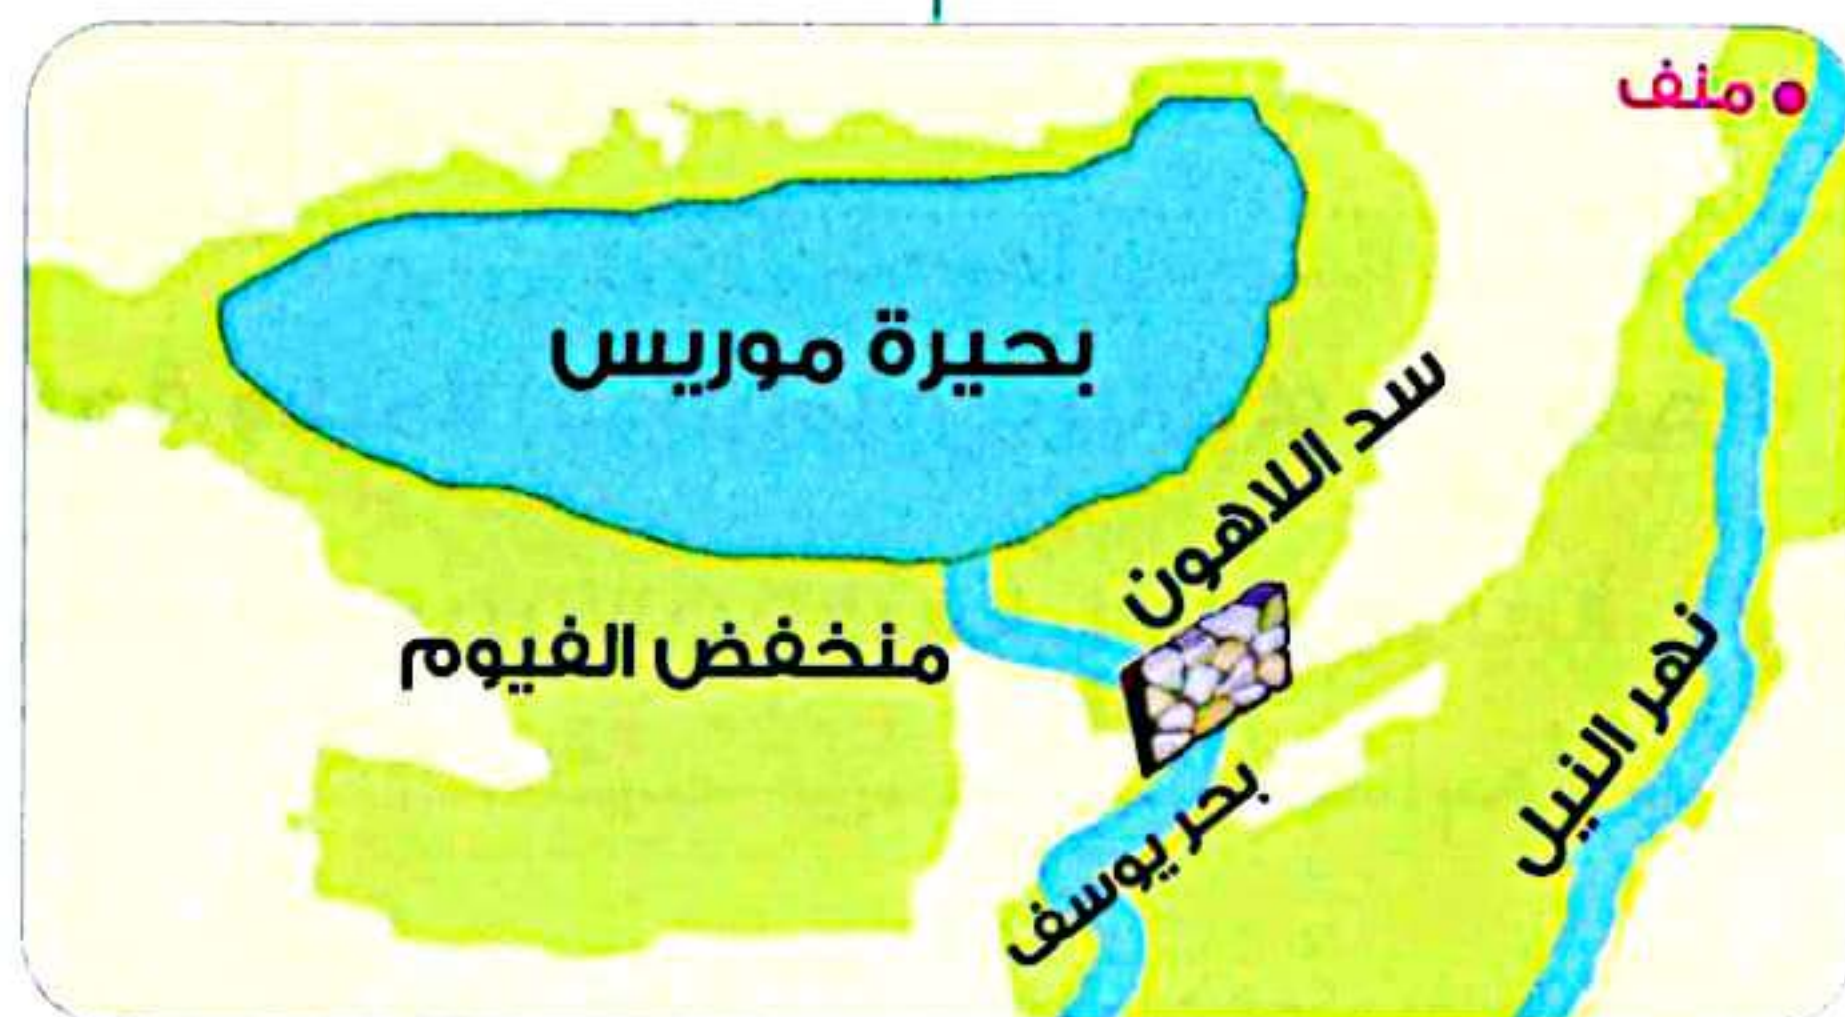 منف
بحيرة موريس
سد اللاهون
منخفض الفيوم
نهر النيل
بحر يوسف